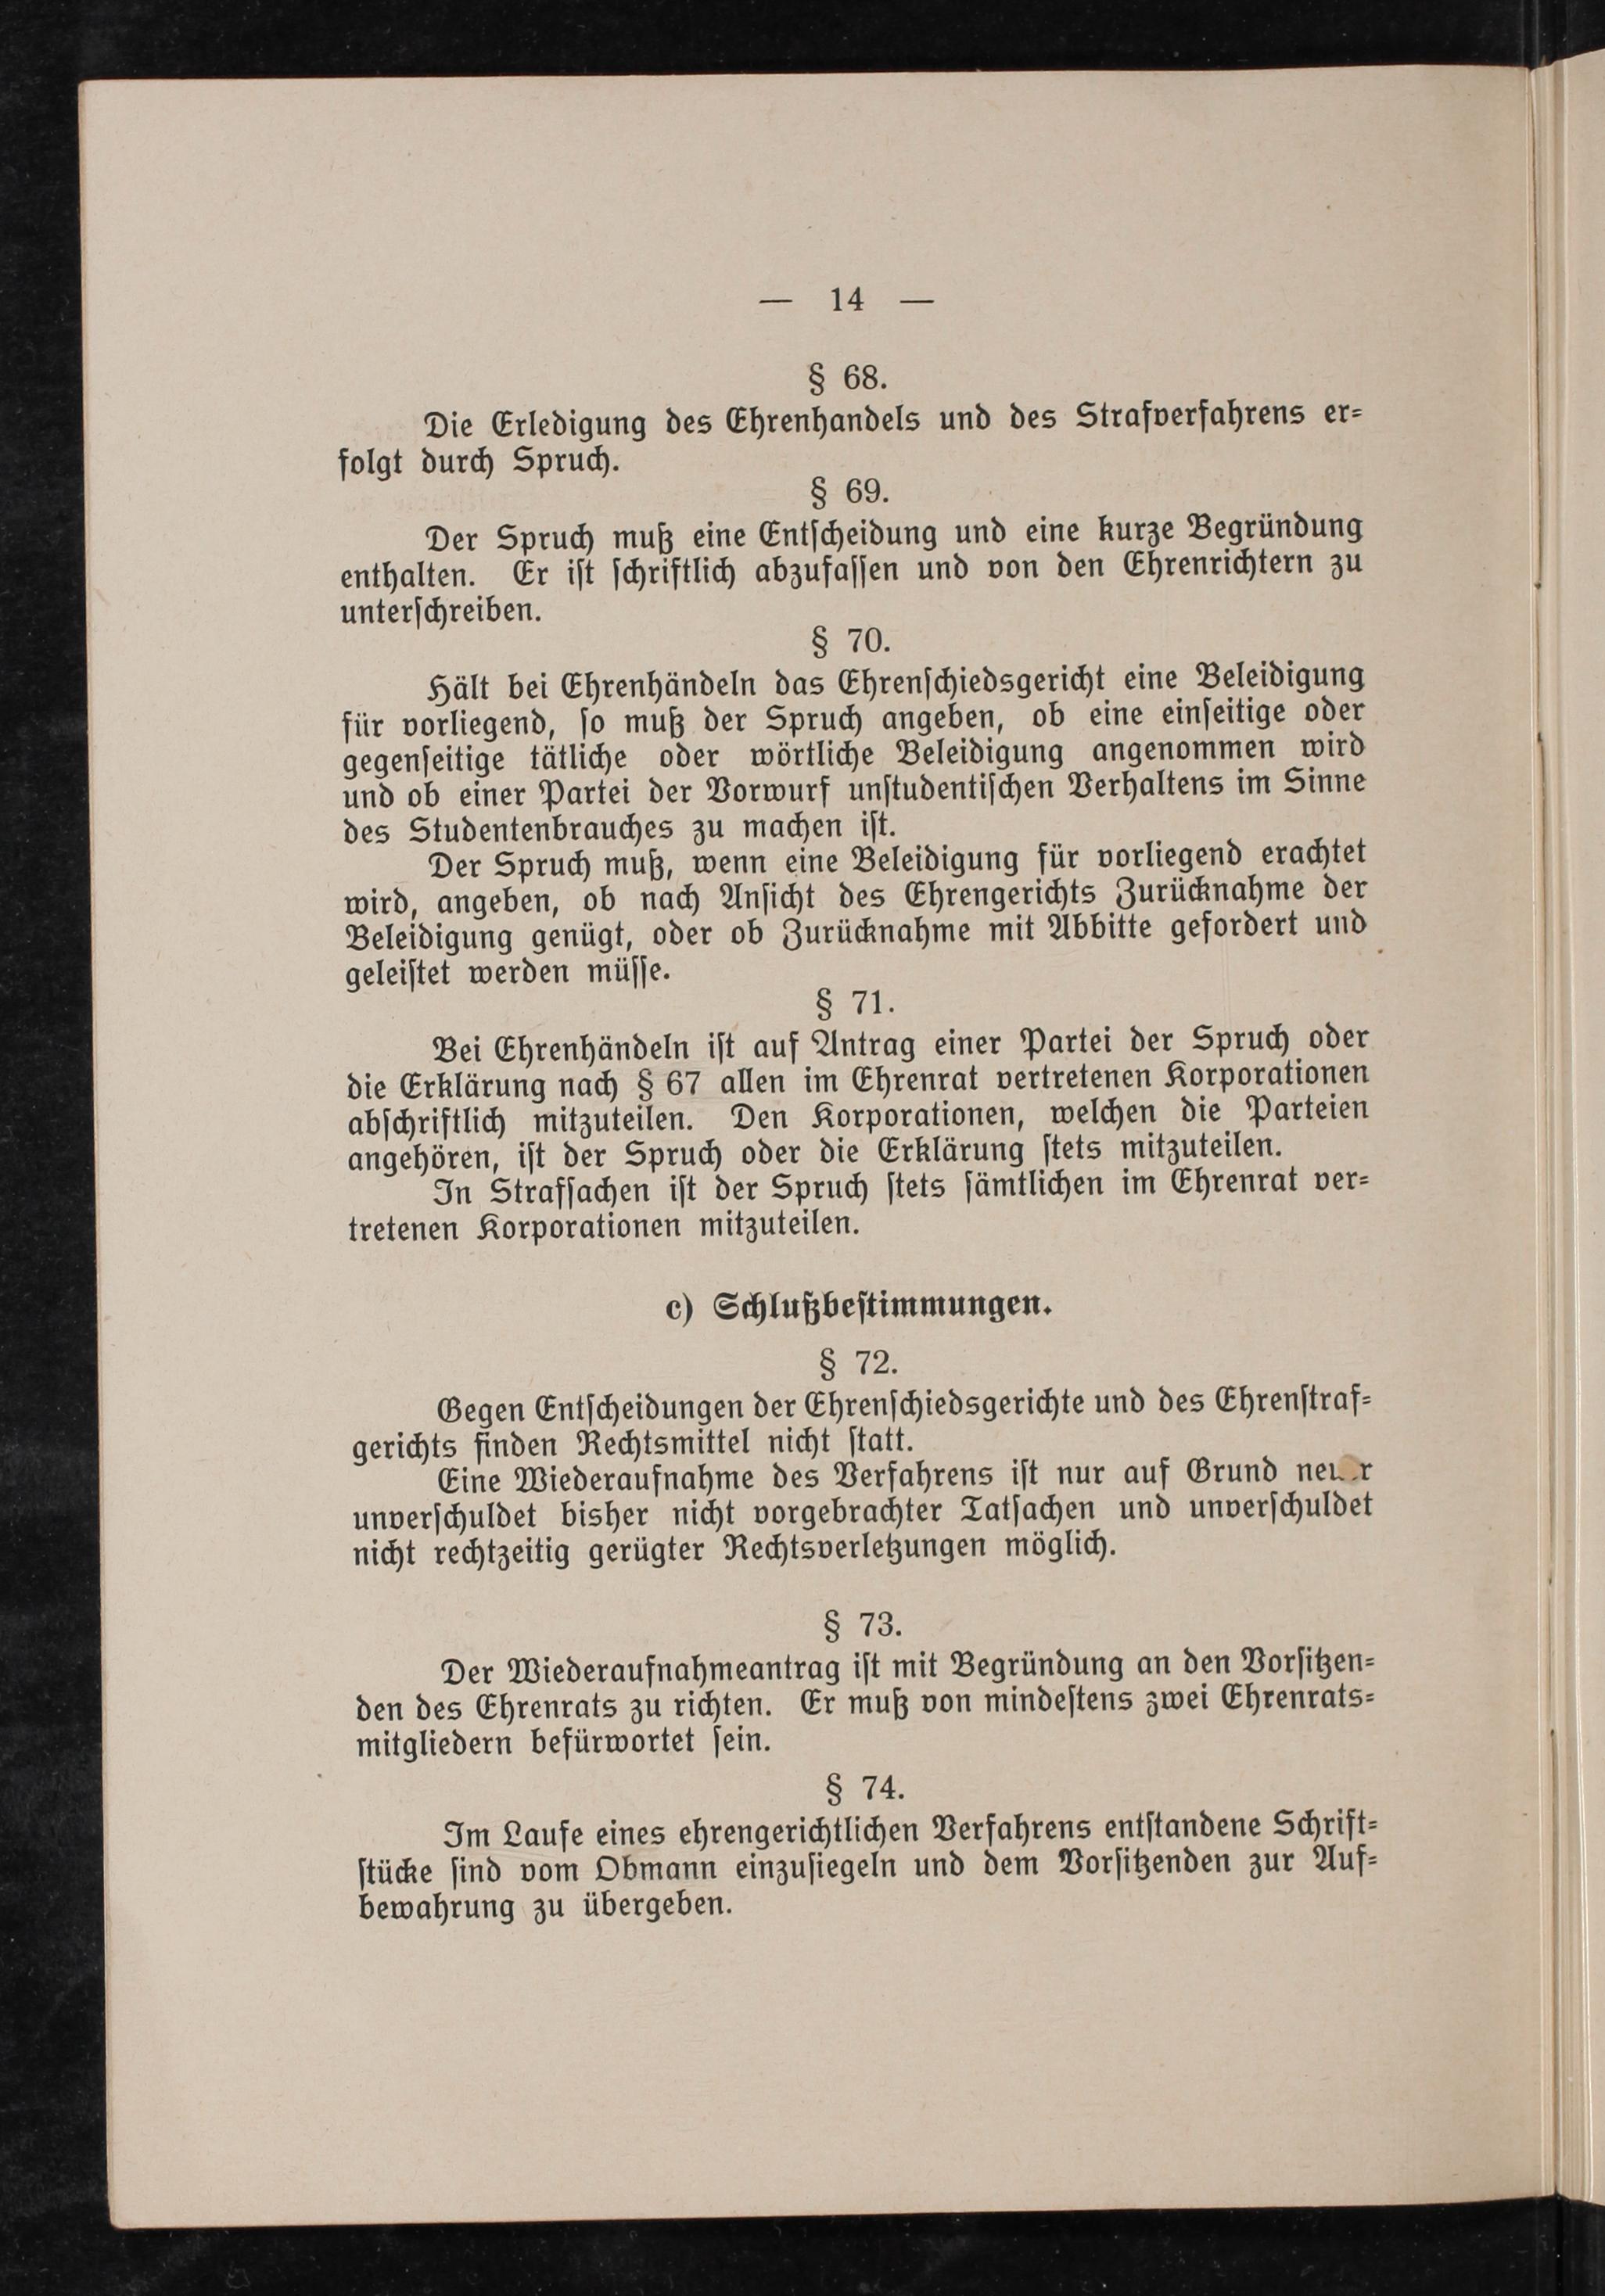 — 14 —
§ 68.
Die Erledigung des Ehrenhandels und des Strafverfahrens er=
folgt durch Spruch.
§ 69.
Der Spruch muß eine Entſcheidung und eine kurze Begründung
enthalten. Er iſt ſchriftlich abzufaſſen und von den Ehrenrichtern zu
unterſchreiben.
§ 70.
Hält bei Ehrenhändeln das Ehrenſchiedsgericht eine Beleidigung
für vorliegend, ſo muß der Spruch angeben, ob eine einſeitige oder
gegenſeitige tätliche oder wörtliche Beleidigung angenommen wird
und ob einer Partei der Vorwurf unſtudentiſchen Verhaltens im Sinne
des Studentenbrauches zu machen iſt.
Der Spruch muß, wenn eine Beleidigung für vorliegend erachtet
wird, angeben, ob nach Anſicht des Ehrengerichts Zurücknahme der
Beleidigung genügt, oder ob Zurücknahme mit Abbitte gefordert und
geleiſtet werden müſſe.
§ 71.
Bei Ehrenhändeln iſt auf Antrag einer Partei der Spruch oder
die Erklärung nach § 67 allen im Ehrenrat vertretenen Korporationen
abſchriftlich mitzuteilen. Den Korporationen, welchen die Parteien
angehören, iſt der Spruch oder die Erklärung ſtets mitzuteilen.
In Strafſachen iſt der Spruch ſtets ſämtlichen im Ehrenrat ver=
tretenen Korporationen mitzuteilen.
c) Schlußbeſtimmungen.
§ 72.
Gegen Entſcheidungen der Ehrenſchiedsgerichte und des Ehrenſtraf=
gerichts finden Rechtsmittel nicht ſtatt.
Eine Wiederaufnahme des Verfahrens iſt nur auf Grund
unverſchuldet bisher nicht vorgebrachter Tatſachen und unverſchuldet
nicht rechtzeitig gerügter Rechtsverletzungen möglich.
§ 73.
Der Wiederaufnahmeantrag iſt mit Begründung an den Vorſitzen=
den des Ehrenrats zu richten. Er muß von mindeſtens zwei Ehrenrats=
mitgliedern befürwortet ſein.
§ 74.
Im Laufe eines ehrengerichtlichen Verfahrens entſtandene Schrift=
ſtücke ſind vom Obmann einzuſiegeln und dem Vorſitzenden zur Auf=
bewahrung zu übergeben.